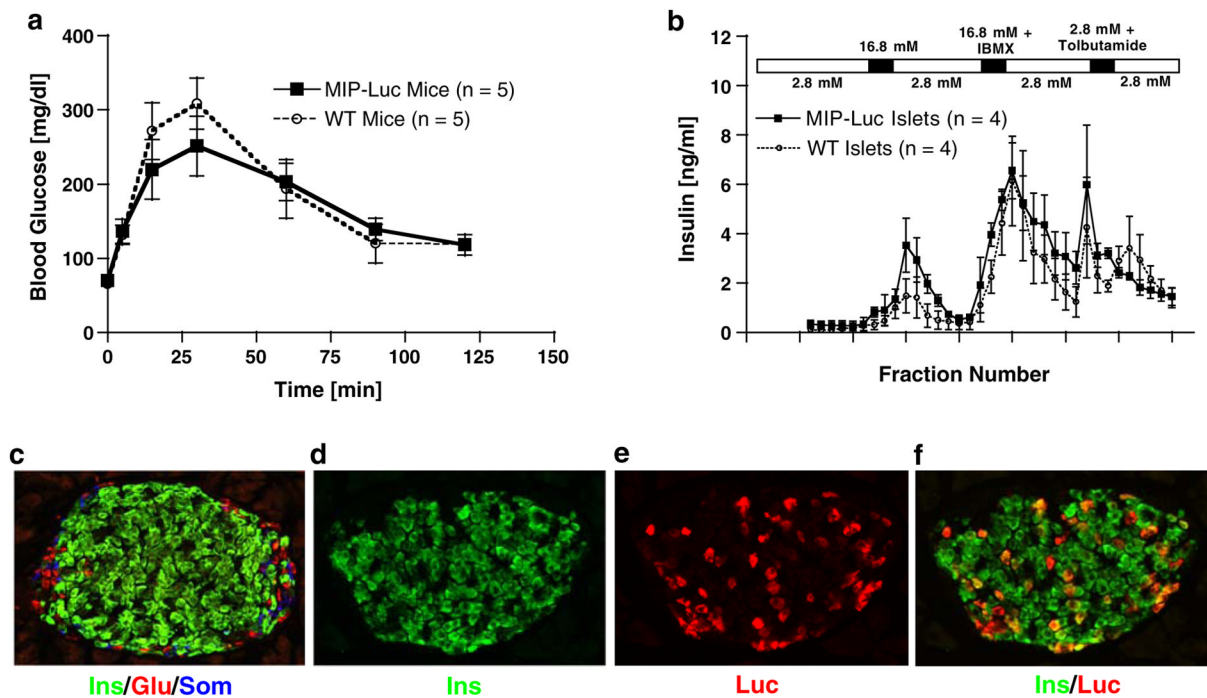 a
400
300
200
100
0
Blood Glucose [mg/dl]
MIP-Luc Mice (n = 5)
WT Mice (n = 5)
0 25 50 75 100 125 150
Time [min]
b
12
10
8
6
4
2
0
Insulin [ng/ml]
16.8 mM
16.8 mM +
IBMX
2.8 mM +
Tolbutamide
2.8 mM 2.8 mM 2.8 mM 2.8 mM
MIP-Luc Islets (n = 4)
WT Islets (n = 4)
Fraction Number
c
Ins/Glu/Som
d
Ins
e
Luc
f
Ins/Luc